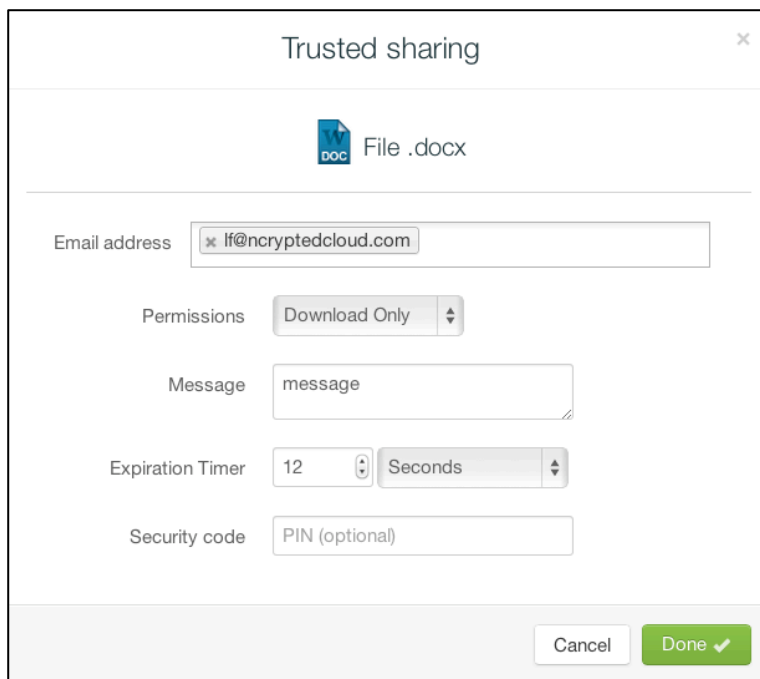 Trusted sharing ×
W
DOC
File .docx
Email address × lf@ncryptedcloud.com
Permissions Download Only
Message message
Expiration Timer 12 Seconds
Security code PIN (optional)
Cancel Done ✓